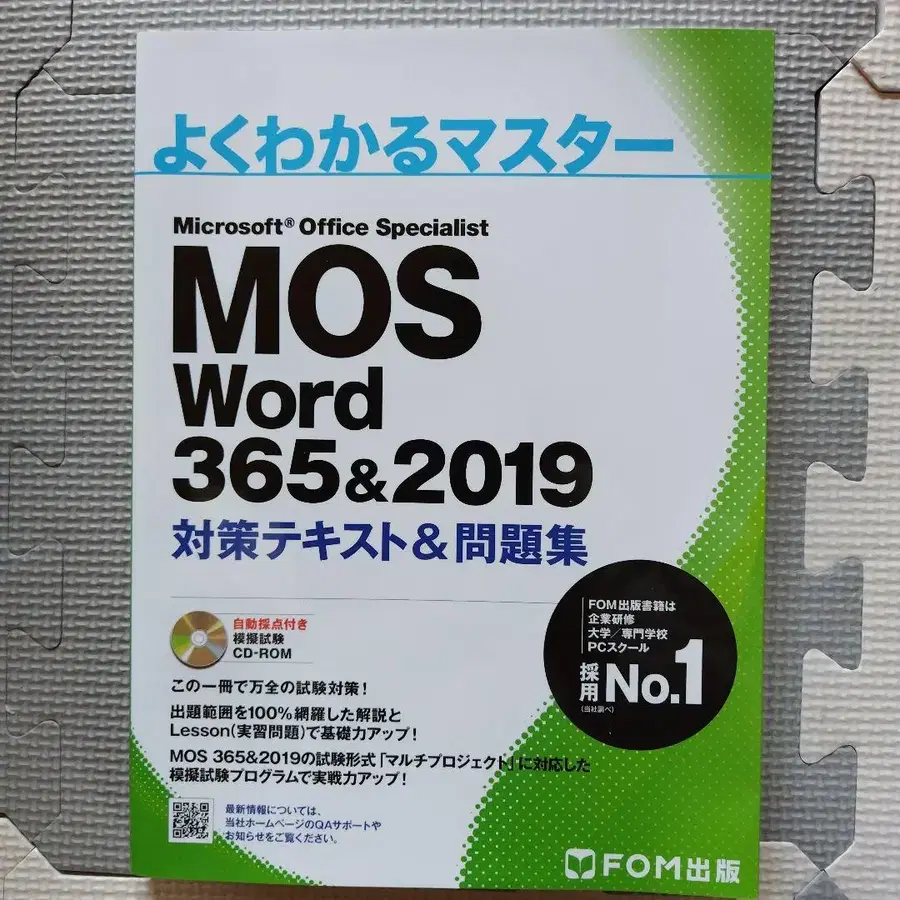 よくわかるマスター
Microsoft® Office Specialist
MOS
Word
365&2019
対策テキスト&問題集
自動採点付き
模擬試験
CD-ROM
FOM出版書籍は
企業研修
大学/専門学校
PCスクール
採用 No.1
(当社調べ)
この一冊で万全の試験対策!
出題範囲を100%網羅した解説と
Lesson(実習問題)で基礎力アップ!
MOS 365&2019の試験形式「マルチプロジェクト」に対応した
模擬試験プログラムで実戦力アップ!
最新情報については、
当社ホームページのQAサポートや
お知らせをご覧ください。
FOM出版